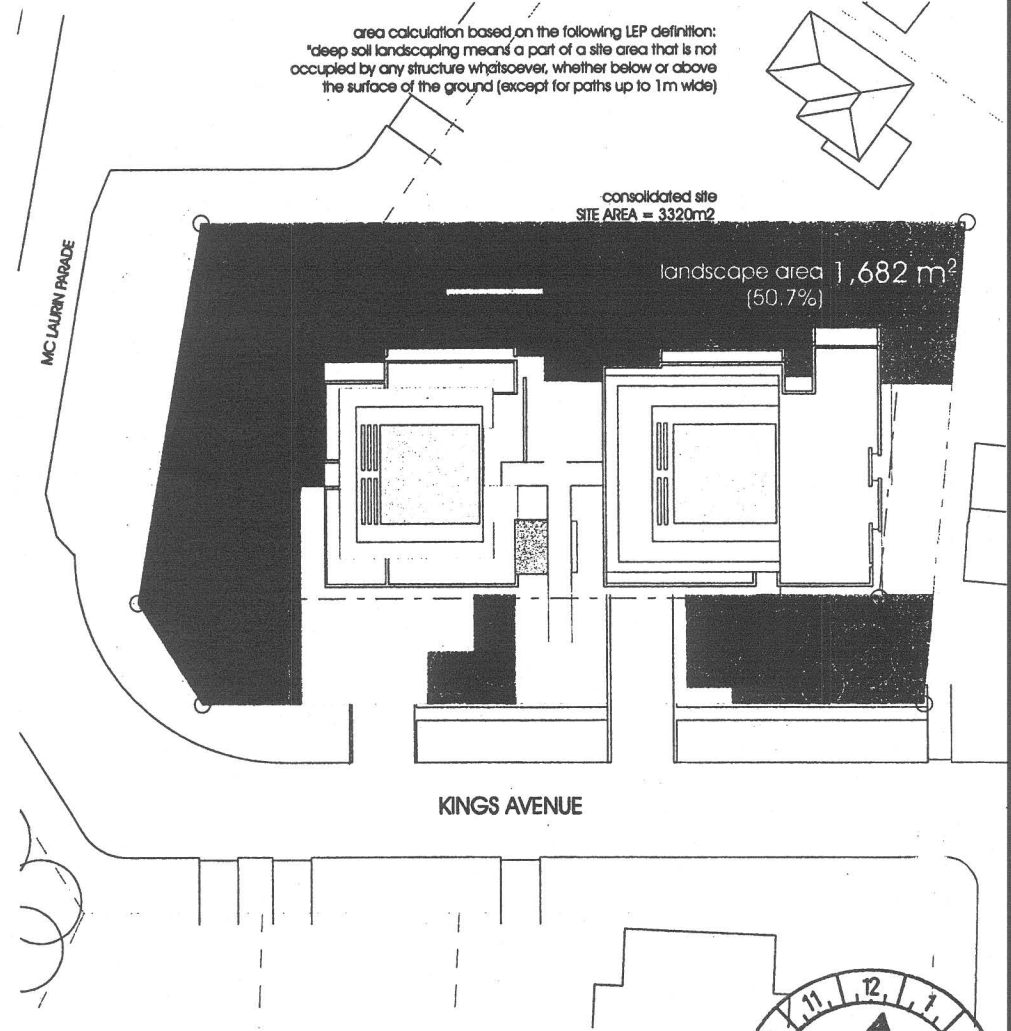 area calculation based on the following LEP definition:
"deep soil landscaping means a part of a site area that is not
occupied by any structure whatsoever, whether below or above
the surface of the ground (except for paths up to 1m wide)
consolidated site
SITE AREA = 3320m2
landscape area 1,682 m²
(50.7%)
MC LAURIN PARADE
KINGS AVENUE
11 12 1